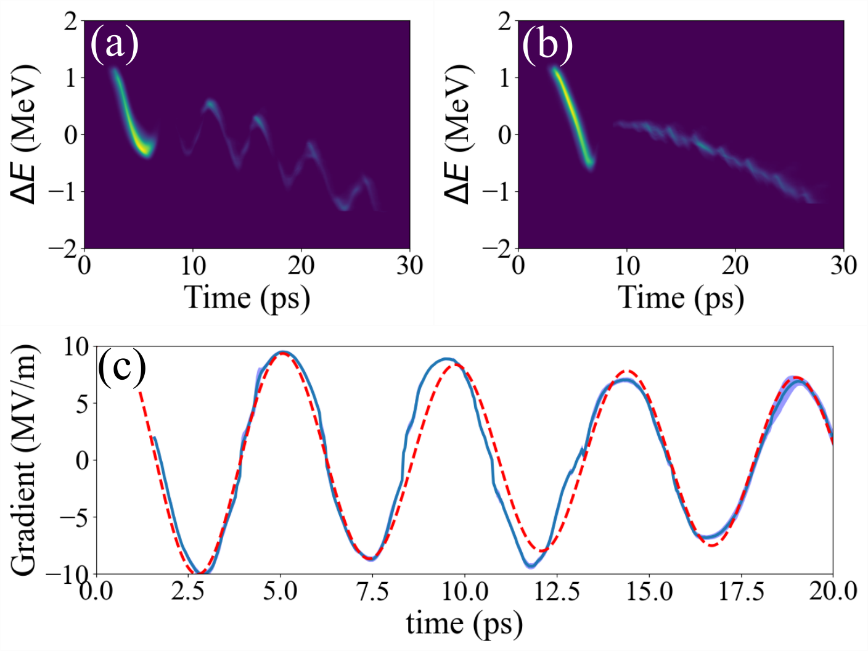 (a)
2
1
0
−1
−2
ΔE (MeV)
0 10 20 30
Time (ps)
(b)
2
1
0
−1
−2
ΔE (MeV)
0 10 20 30
Time (ps)
(c)
10
5
0
−5
−10
Gradient (MV/m)
0.0 2.5 5.0 7.5 10.0 12.5 15.0 17.5 20.0
time (ps)